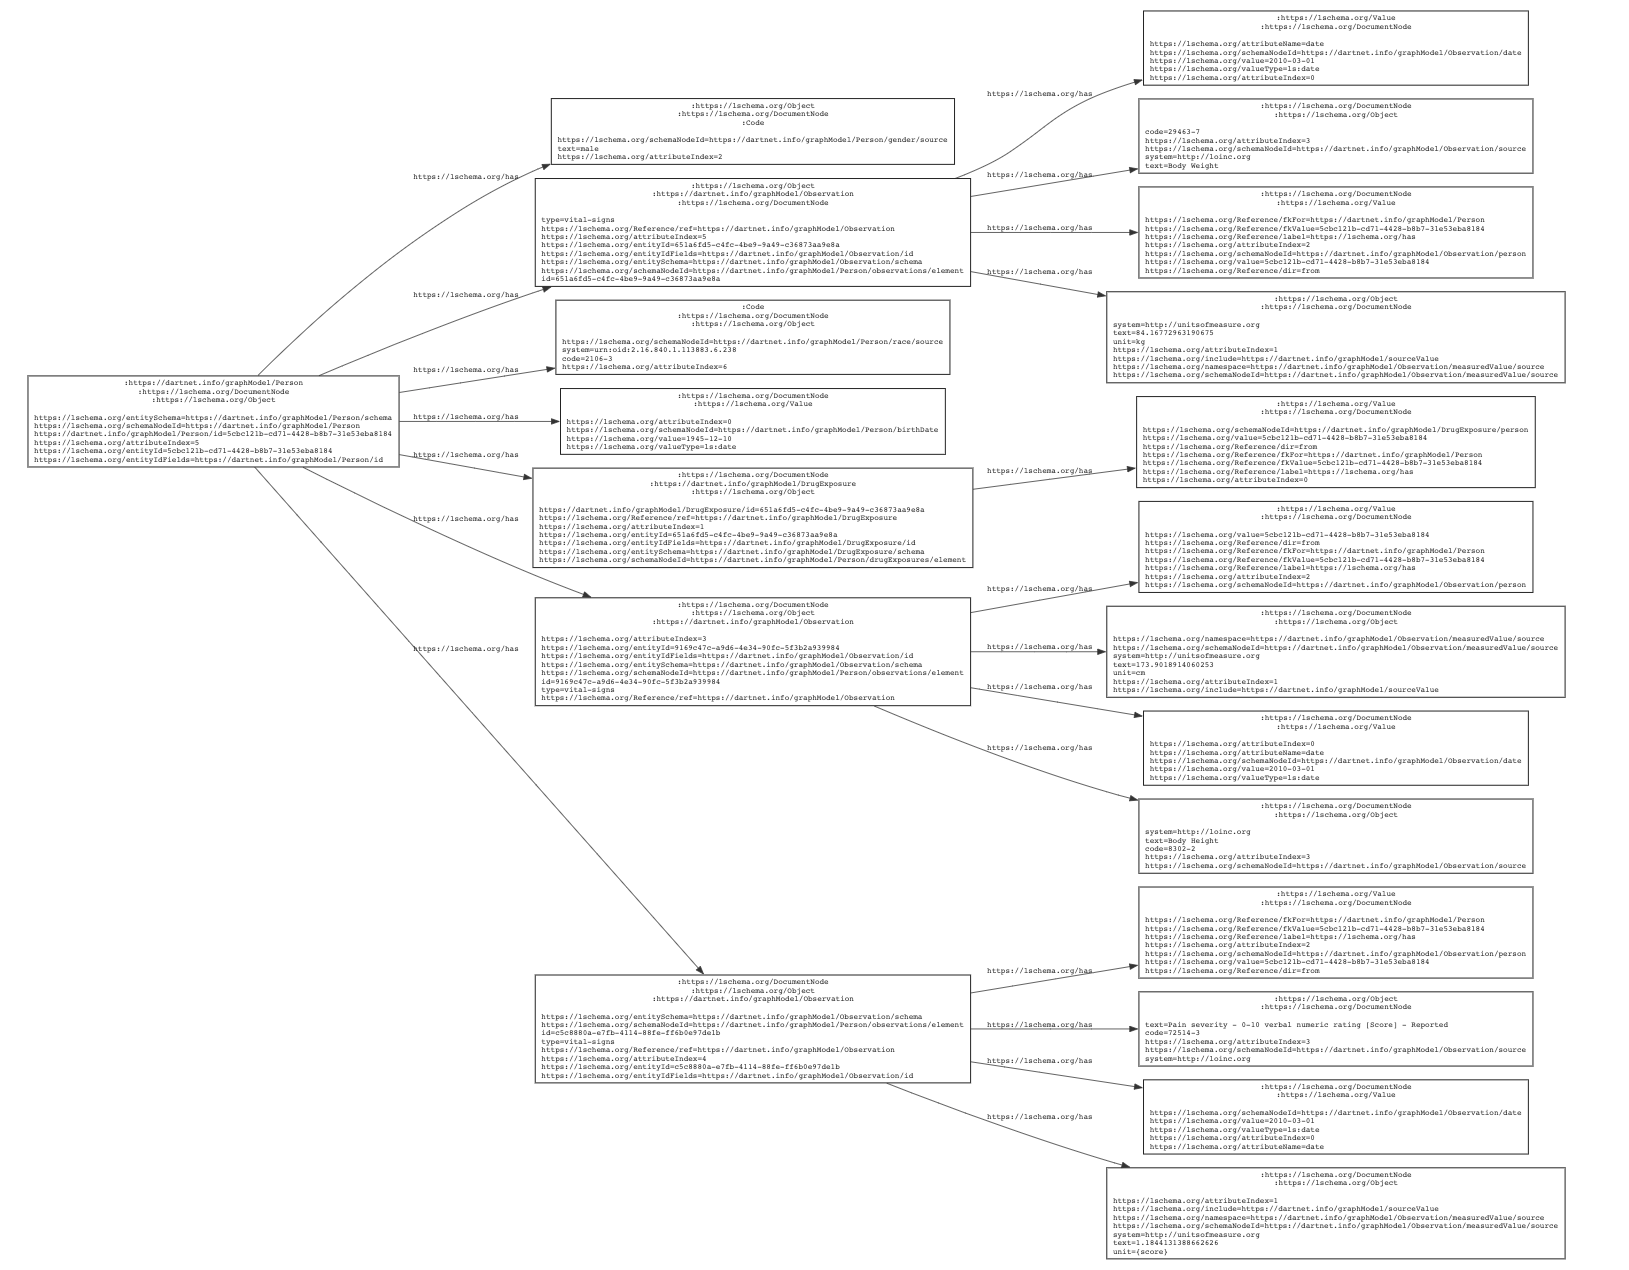 :https://dartnet.info/graphModel/Person
:https://lschema.org/DocumentNode
:https://lschema.org/Object
https://lschema.org/entitySchema=https://dartnet.info/graphModel/Person/schema
https://lschema.org/schemaNodeId=https://dartnet.info/graphModel/Person
https://dartnet.info/graphModel/Person/id=5cbc121b-cd71-4428-b8b7-31e53eba8184
https://lschema.org/attributeIndex=5
https://lschema.org/entityId=5cbc121b-cd71-4428-b8b7-31e53eba8184
https://lschema.org/entityIdFields=https://dartnet.info/graphModel/Person/id
https://lschema.org/has
https://lschema.org/has
https://lschema.org/has
https://lschema.org/has
https://lschema.org/has
https://lschema.org/has
https://lschema.org/has
:https://lschema.org/Object
:https://lschema.org/DocumentNode
:Code
https://lschema.org/schemaNodeId=https://dartnet.info/graphModel/Person/gender/source
text=male
https://lschema.org/attributeIndex=2
:https://lschema.org/Object
:https://dartnet.info/graphModel/Observation
:https://lschema.org/DocumentNode
type=vital-signs
https://lschema.org/Reference/ref=https://dartnet.info/graphModel/Observation
https://lschema.org/attributeIndex=5
https://lschema.org/entityId=651a6fd5-c4fc-4be9-9a49-c36873aa9e8a
https://lschema.org/entityIdFields=https://dartnet.info/graphModel/Observation/id
https://lschema.org/entitySchema=https://dartnet.info/graphModel/Observation/schema
https://lschema.org/schemaNodeId=https://dartnet.info/graphModel/Person/observations/element
id=651a6fd5-c4fc-4be9-9a49-c36873aa9e8a
:Code
:https://lschema.org/DocumentNode
:https://lschema.org/Object
https://lschema.org/schemaNodeId=https://dartnet.info/graphModel/Person/race/source
system=urn:oid:2.16.840.1.113883.6.238
code=2106-3
https://lschema.org/attributeIndex=6
:https://lschema.org/DocumentNode
:https://lschema.org/Value
https://lschema.org/attributeIndex=0
https://lschema.org/schemaNodeId=https://dartnet.info/graphModel/Person/birthDate
https://lschema.org/value=1945-12-10
https://lschema.org/valueType=ls:date
:https://lschema.org/DocumentNode
:https://dartnet.info/graphModel/DrugExposure
:https://lschema.org/Object
https://dartnet.info/graphModel/DrugExposure/id=651a6fd5-c4fc-4be9-9a49-c36873aa9e8a
https://lschema.org/Reference/ref=https://dartnet.info/graphModel/DrugExposure
https://lschema.org/attributeIndex=1
https://lschema.org/entityId=651a6fd5-c4fc-4be9-9a49-c36873aa9e8a
https://lschema.org/entityIdFields=https://dartnet.info/graphModel/DrugExposure/id
https://lschema.org/entitySchema=https://dartnet.info/graphModel/DrugExposure/schema
https://lschema.org/schemaNodeId=https://dartnet.info/graphModel/Person/drugExposures/element
:https://lschema.org/DocumentNode
:https://lschema.org/Object
:https://dartnet.info/graphModel/Observation
https://lschema.org/attributeIndex=3
https://lschema.org/entityId=9169c47c-a9d6-4e34-90fc-5f3b2a939984
https://lschema.org/entityIdFields=https://dartnet.info/graphModel/Observation/id
https://lschema.org/entitySchema=https://dartnet.info/graphModel/Observation/schema
https://lschema.org/schemaNodeId=https://dartnet.info/graphModel/Person/observations/element
id=9169c47c-a9d6-4e34-90fc-5f3b2a939984
type=vital-signs
https://lschema.org/Reference/ref=https://dartnet.info/graphModel/Observation
:https://lschema.org/DocumentNode
:https://lschema.org/Object
:https://dartnet.info/graphModel/Observation
https://lschema.org/entitySchema=https://dartnet.info/graphModel/Observation/schema
https://lschema.org/schemaNodeId=https://dartnet.info/graphModel/Person/observations/element
id=c5c8880a-e7fb-4114-88fe-ff6b0e97de1b
type=vital-signs
https://lschema.org/Reference/ref=https://dartnet.info/graphModel/Observation
https://lschema.org/attributeIndex=4
https://lschema.org/entityId=c5c8880a-e7fb-4114-88fe-ff6b0e97de1b
https://lschema.org/entityIdFields=https://dartnet.info/graphModel/Observation/id
https://lschema.org/has
https://lschema.org/has
https://lschema.org/has
https://lschema.org/has
https://lschema.org/has
https://lschema.org/has
https://lschema.org/has
https://lschema.org/has
https://lschema.org/has
https://lschema.org/has
https://lschema.org/has
https://lschema.org/has
https://lschema.org/has
:https://lschema.org/Value
:https://lschema.org/DocumentNode
https://lschema.org/attributeName=date
https://lschema.org/schemaNodeId=https://dartnet.info/graphModel/Observation/date
https://lschema.org/value=2010-03-01
https://lschema.org/valueType=ls:date
https://lschema.org/attributeIndex=0
:https://lschema.org/DocumentNode
:https://lschema.org/Object
code=29463-7
https://lschema.org/attributeIndex=3
https://lschema.org/schemaNodeId=https://dartnet.info/graphModel/Observation/source
system=http://loinc.org
text=Body Weight
:https://lschema.org/DocumentNode
:https://lschema.org/Value
https://lschema.org/Reference/fkFor=https://dartnet.info/graphModel/Person
https://lschema.org/Reference/fkValue=5cbc121b-cd71-4428-b8b7-31e53eba8184
https://lschema.org/Reference/label=https://lschema.org/has
https://lschema.org/attributeIndex=2
https://lschema.org/schemaNodeId=https://dartnet.info/graphModel/Observation/person
https://lschema.org/value=5cbc121b-cd71-4428-b8b7-31e53eba8184
https://lschema.org/Reference/dir=from
:https://lschema.org/Object
:https://lschema.org/DocumentNode
system=http://unitsofmeasure.org
text=84.16772963190675
unit=kg
https://lschema.org/attributeIndex=1
https://lschema.org/include=https://dartnet.info/graphModel/sourceValue
https://lschema.org/namespace=https://dartnet.info/graphModel/Observation/measuredValue/source
https://lschema.org/schemaNodeId=https://dartnet.info/graphModel/Observation/measuredValue/source
:https://lschema.org/Value
:https://lschema.org/DocumentNode
https://lschema.org/schemaNodeId=https://dartnet.info/graphModel/DrugExposure/person
https://lschema.org/value=5cbc121b-cd71-4428-b8b7-31e53eba8184
https://lschema.org/Reference/dir=from
https://lschema.org/Reference/fkFor=https://dartnet.info/graphModel/Person
https://lschema.org/Reference/fkValue=5cbc121b-cd71-4428-b8b7-31e53eba8184
https://lschema.org/Reference/label=https://lschema.org/has
https://lschema.org/attributeIndex=0
:https://lschema.org/Value
:https://lschema.org/DocumentNode
https://lschema.org/value=5cbc121b-cd71-4428-b8b7-31e53eba8184
https://lschema.org/Reference/dir=from
https://lschema.org/Reference/fkFor=https://dartnet.info/graphModel/Person
https://lschema.org/Reference/fkValue=5cbc121b-cd71-4428-b8b7-31e53eba8184
https://lschema.org/Reference/label=https://lschema.org/has
https://lschema.org/attributeIndex=2
https://lschema.org/schemaNodeId=https://dartnet.info/graphModel/Observation/person
:https://lschema.org/DocumentNode
:https://lschema.org/Object
https://lschema.org/namespace=https://dartnet.info/graphModel/Observation/measuredValue/source
https://lschema.org/schemaNodeId=https://dartnet.info/graphModel/Observation/measuredValue/source
system=http://unitsofmeasure.org
text=173.9018914060253
unit=cm
https://lschema.org/attributeIndex=1
https://lschema.org/include=https://dartnet.info/graphModel/sourceValue
:https://lschema.org/DocumentNode
:https://lschema.org/Value
https://lschema.org/attributeIndex=0
https://lschema.org/attributeName=date
https://lschema.org/schemaNodeId=https://dartnet.info/graphModel/Observation/date
https://lschema.org/value=2010-03-01
https://lschema.org/valueType=ls:date
:https://lschema.org/DocumentNode
:https://lschema.org/Object
system=http://loinc.org
text=Body Height
code=8302-2
https://lschema.org/attributeIndex=3
https://lschema.org/schemaNodeId=https://dartnet.info/graphModel/Observation/source
:https://lschema.org/Value
:https://lschema.org/DocumentNode
https://lschema.org/Reference/fkFor=https://dartnet.info/graphModel/Person
https://lschema.org/Reference/fkValue=5cbc121b-cd71-4428-b8b7-31e53eba8184
https://lschema.org/Reference/label=https://lschema.org/has
https://lschema.org/attributeIndex=2
https://lschema.org/schemaNodeId=https://dartnet.info/graphModel/Observation/person
https://lschema.org/value=5cbc121b-cd71-4428-b8b7-31e53eba8184
https://lschema.org/Reference/dir=from
:https://lschema.org/Object
:https://lschema.org/DocumentNode
text=Pain severity - 0-10 verbal numeric rating [Score] - Reported
code=72514-3
https://lschema.org/attributeIndex=3
https://lschema.org/schemaNodeId=https://dartnet.info/graphModel/Observation/source
system=http://loinc.org
:https://lschema.org/DocumentNode
:https://lschema.org/Value
https://lschema.org/schemaNodeId=https://dartnet.info/graphModel/Observation/date
https://lschema.org/value=2010-03-01
https://lschema.org/valueType=ls:date
https://lschema.org/attributeIndex=0
https://lschema.org/attributeName=date
:https://lschema.org/DocumentNode
:https://lschema.org/Object
https://lschema.org/attributeIndex=1
https://lschema.org/include=https://dartnet.info/graphModel/sourceValue
https://lschema.org/namespace=https://dartnet.info/graphModel/Observation/measuredValue/source
https://lschema.org/schemaNodeId=https://dartnet.info/graphModel/Observation/measuredValue/source
system=http://unitsofmeasure.org
text=1.1844131388662626
unit={score}